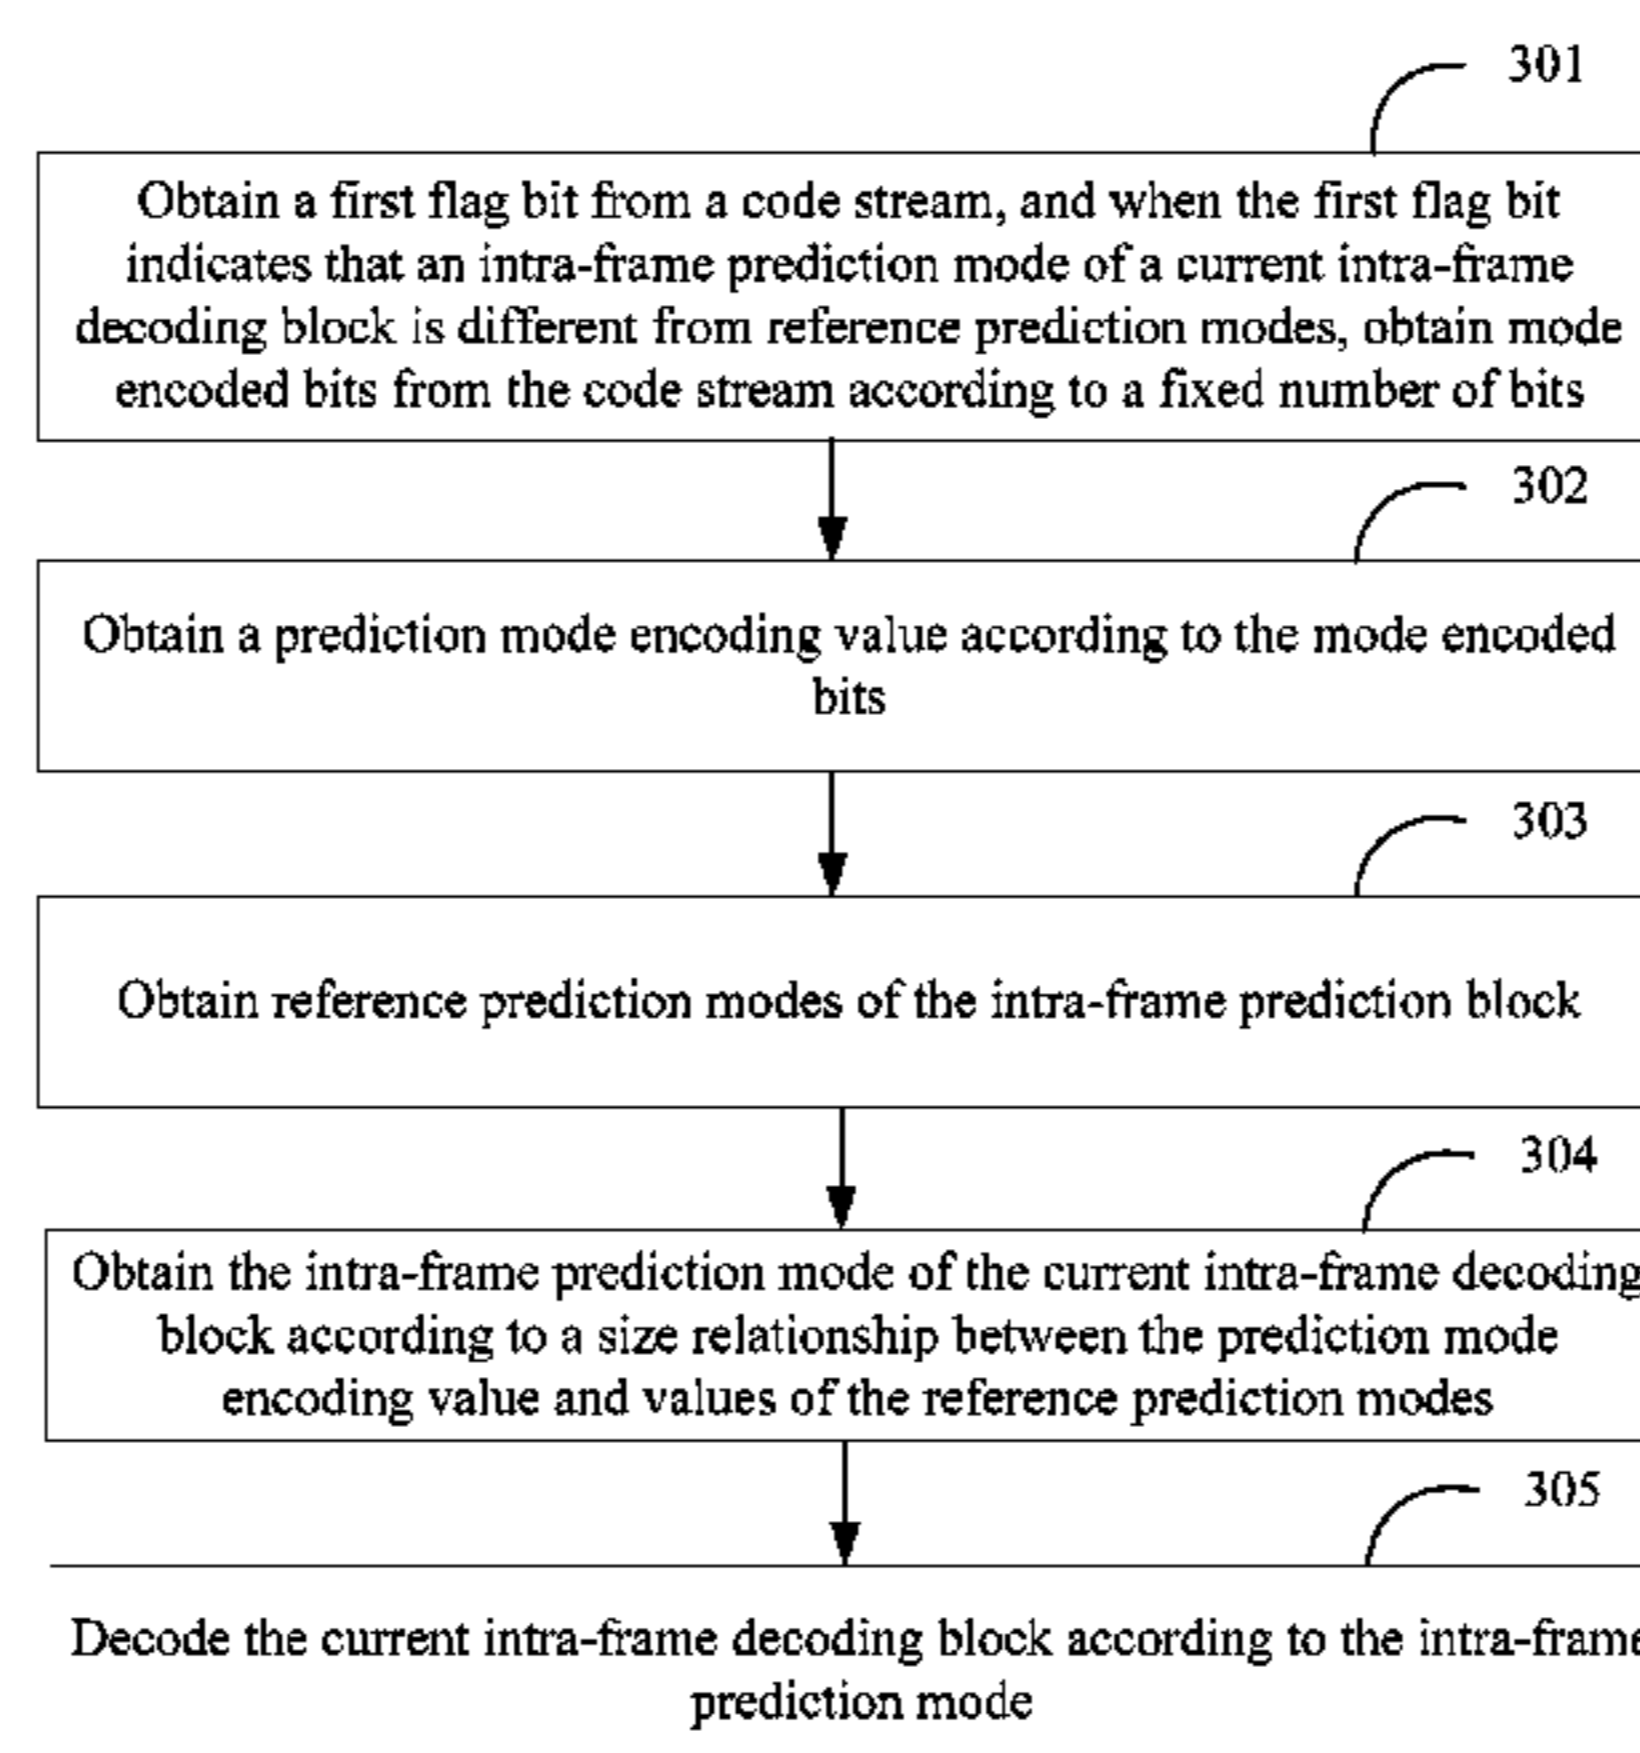 301
Obtain a first flag bit from a code stream, and when the first flag bit
indicates that an intra-frame prediction mode of a current intra-frame
decoding block is different from reference prediction modes, obtain mode
encoded bits from the code stream according to a fixed number of bits
302
Obtain a prediction mode encoding value according to the mode encoded
bits
303
Obtain reference prediction modes of the intra-frame prediction block
304
Obtain the intra-frame prediction mode of the current intra-frame decoding
block according to a size relationship between the prediction mode
encoding value and values of the reference prediction modes
305
Decode the current intra-frame decoding block according to the intra-frame
prediction mode